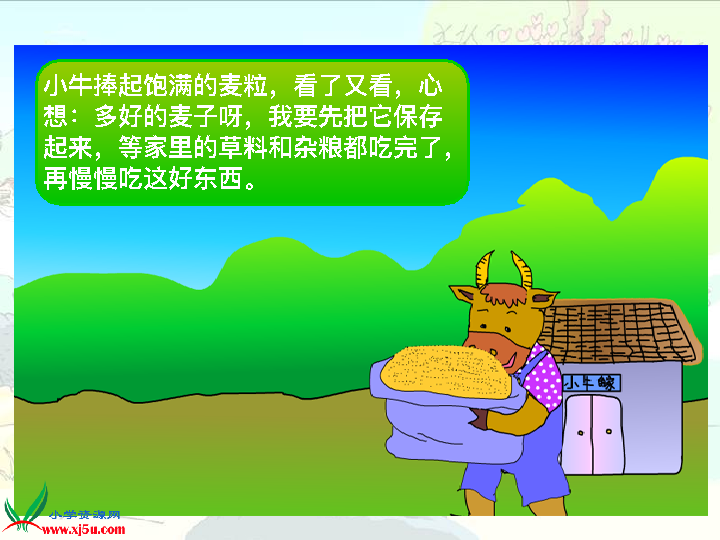 小牛捧起饱满的麦粒，看了又看，心
想：多好的麦子呀，我要先把它保存
起来，等家里的草料和杂粮都吃完了，
再慢慢吃这好东西。
小学资源网
www.xj5u.com